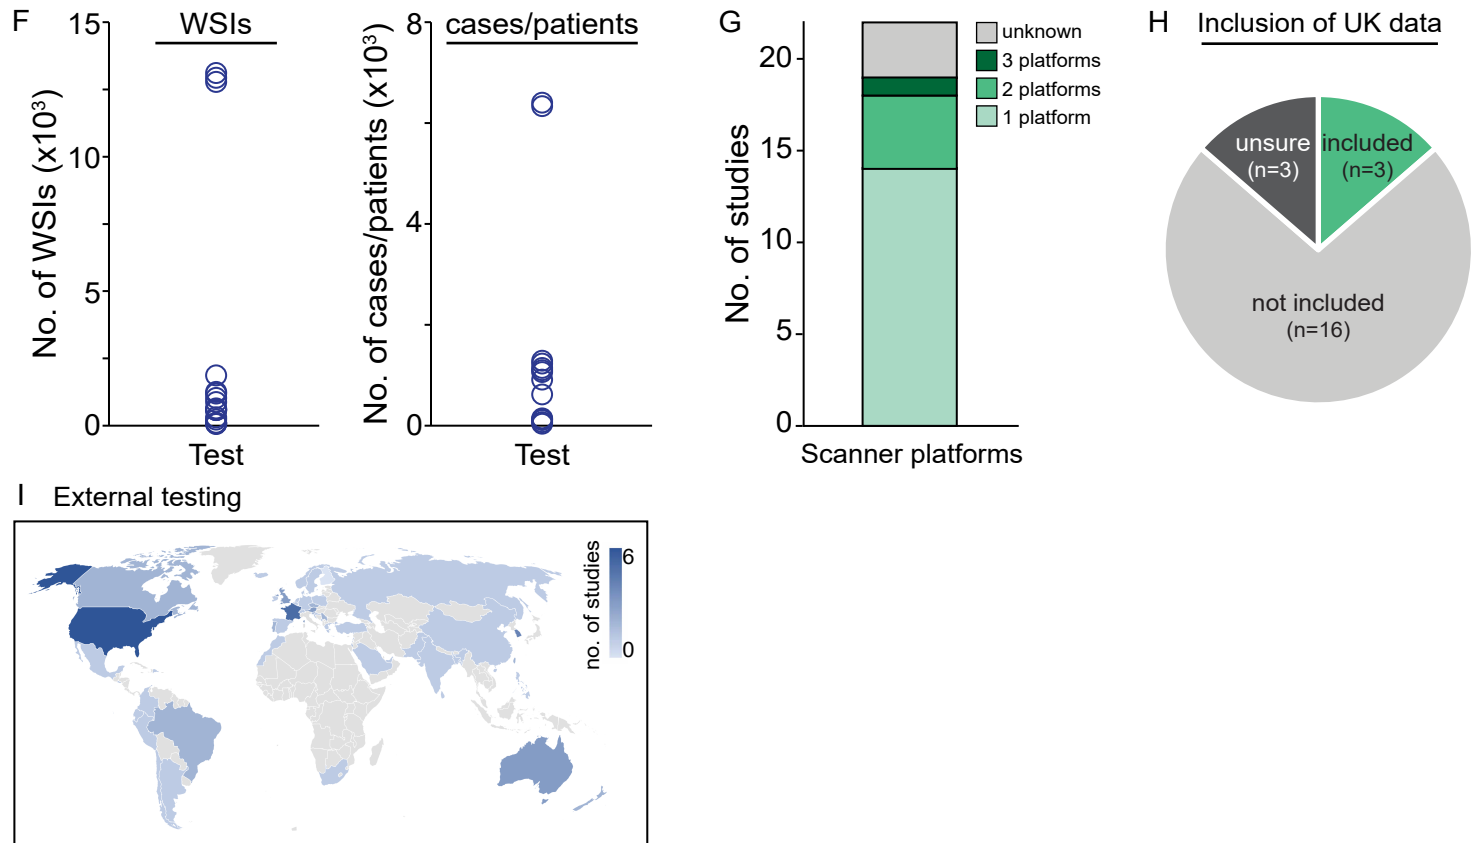 F
WSIs
No. of WSIs (x10³)
15
10
5
0
Test
cases/patients
No. of cases/patients (x10³)
8
4
0
Test
G
No. of studies
20
15
10
5
0
Scanner platforms
unknown
3 platforms
2 platforms
1 platform
H
Inclusion of UK data
unsure
(n=3)
included
(n=3)
not included
(n=16)
I
External testing
no. of studies
6
0